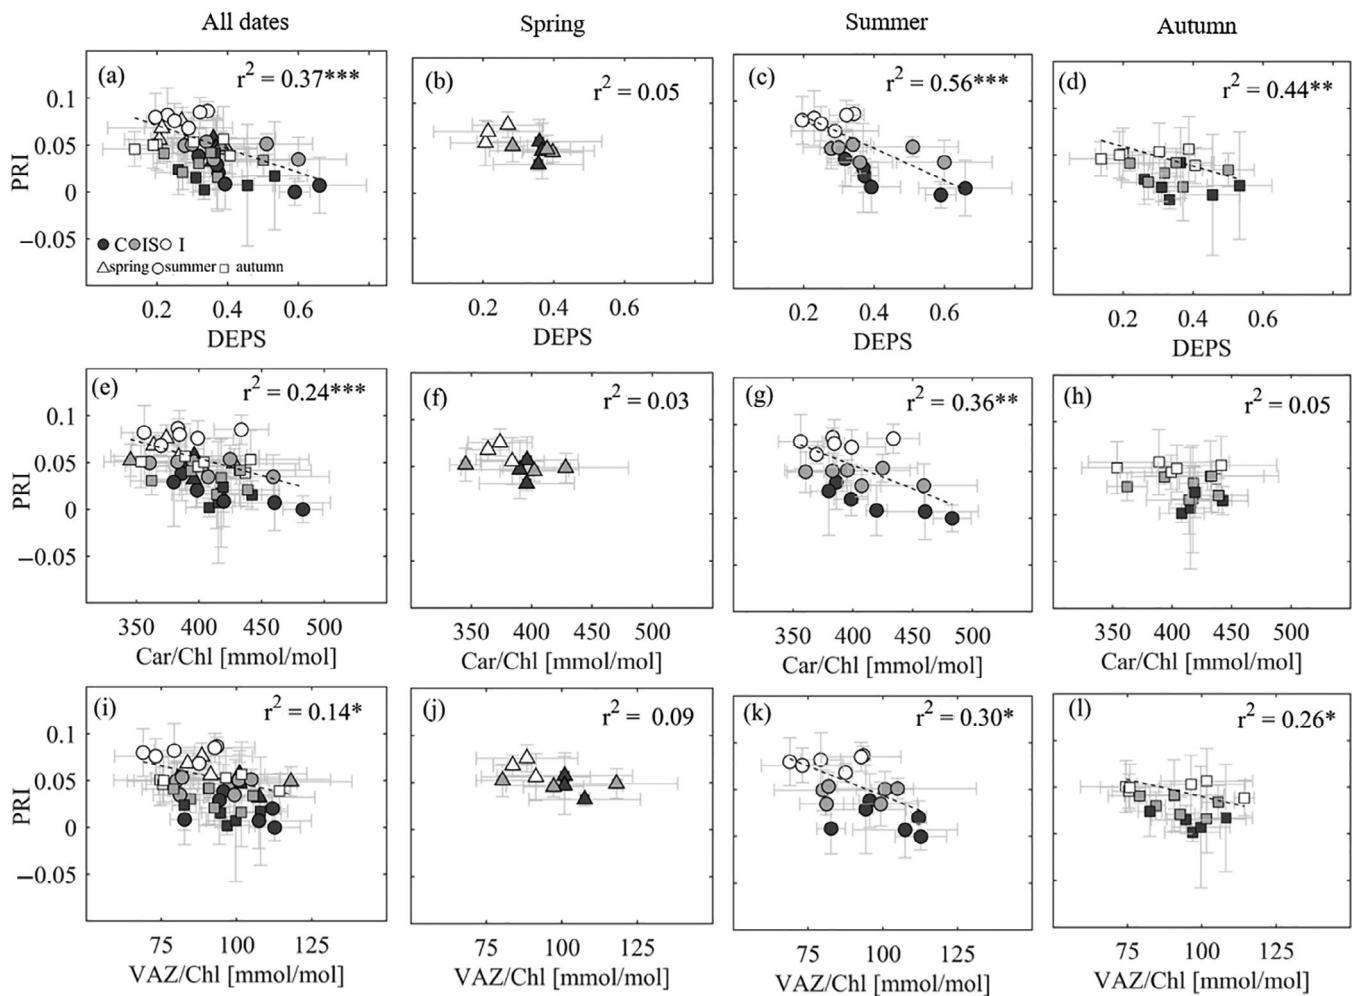 All dates
Spring
Summer
Autumn
(a)
r² = 0.37***
(b)
r² = 0.05
(c)
r² = 0.56***
(d)
r² = 0.44**
PRI
0.1
0.05
0
−0.05
C IS I
spring summer autumn
0.2 0.4 0.6
DEPS
0.2 0.4 0.6
DEPS
0.2 0.4 0.6
DEPS
0.2 0.4 0.6
DEPS
(e)
r² = 0.24***
(f)
r² = 0.03
(g)
r² = 0.36**
(h)
r² = 0.05
PRI
0.1
0.05
0
−0.05
350 400 450 500
Car/Chl [mmol/mol]
350 400 450 500
Car/Chl [mmol/mol]
350 400 450 500
Car/Chl [mmol/mol]
350 400 450 500
Car/Chl [mmol/mol]
(i)
r² = 0.14*
(j)
r² = 0.09
(k)
r² = 0.30*
(l)
r² = 0.26*
PRI
0.1
0.05
0
−0.05
75 100 125
VAZ/Chl [mmol/mol]
75 100 125
VAZ/Chl [mmol/mol]
75 100 125
VAZ/Chl [mmol/mol]
75 100 125
VAZ/Chl [mmol/mol]